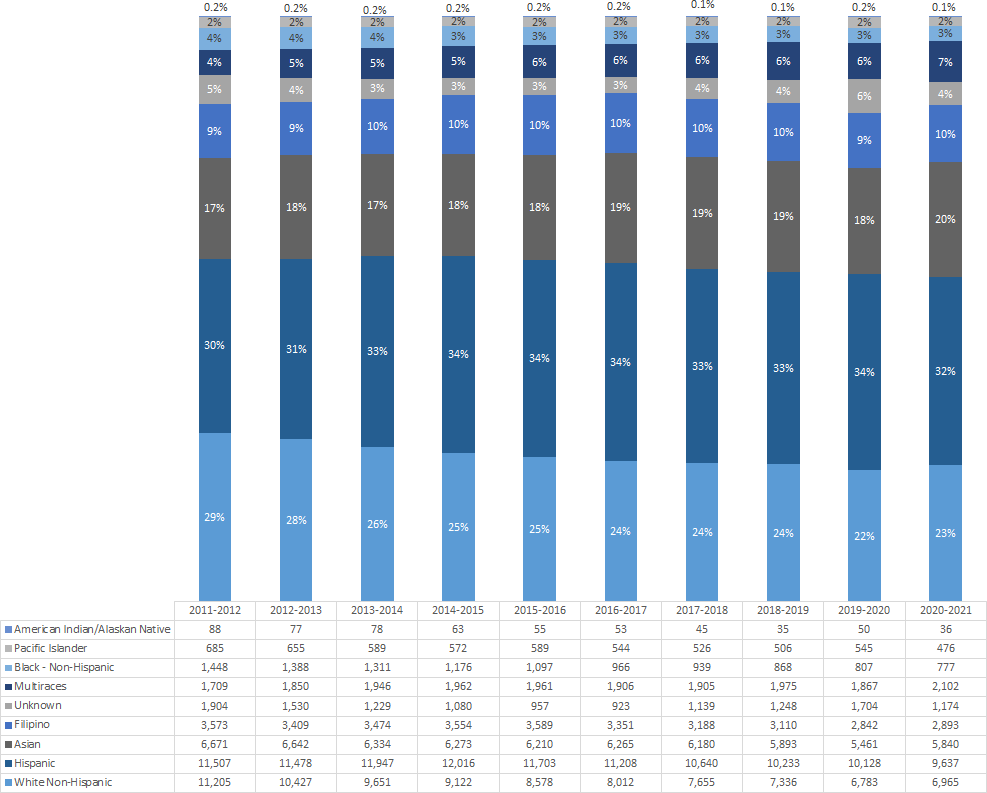 0.2% 0.2% 0.2% 0.2% 0.2% 0.2% 0.1% 0.1% 0.2% 0.1%
2% 2% 2% 2% 2% 2% 2% 2% 2% 2%
4% 4% 4% 3% 3% 3% 3% 3% 3% 3%
4% 5% 5% 5% 6% 6% 6% 6% 6% 7%
5% 4% 3% 3% 3% 3% 4% 4% 6% 4%
9% 9% 10% 10% 10% 10% 10% 10% 9% 10%
17% 18% 17% 18% 18% 19% 19% 19% 18% 20%
30% 31% 33% 34% 34% 34% 33% 33% 34% 32%
29% 28% 26% 25% 25% 24% 24% 24% 22% 23%
2011-2012 2012-2013 2013-2014 2014-2015 2015-2016 2016-2017 2017-2018 2018-2019 2019-2020 2020-2021
American Indian/Alaskan Native 88 77 78 63 55 53 45 35 50 36
Pacific Islander 685 655 589 572 589 544 526 506 545 476
Black - Non-Hispanic 1,448 1,388 1,311 1,176 1,097 966 939 868 807 777
Multiraces 1,709 1,850 1,946 1,962 1,961 1,906 1,905 1,975 1,867 2,102
Unknown 1,904 1,530 1,229 1,080 957 923 1,139 1,248 1,704 1,174
Filipino 3,573 3,409 3,474 3,554 3,589 3,351 3,188 3,110 2,842 2,893
Asian 6,671 6,642 6,334 6,273 6,210 6,265 6,180 5,893 5,461 5,840
Hispanic 11,507 11,478 11,947 12,016 11,703 11,208 10,640 10,233 10,128 9,637
White Non-Hispanic 11,205 10,427 9,651 9,122 8,578 8,012 7,655 7,336 6,783 6,965